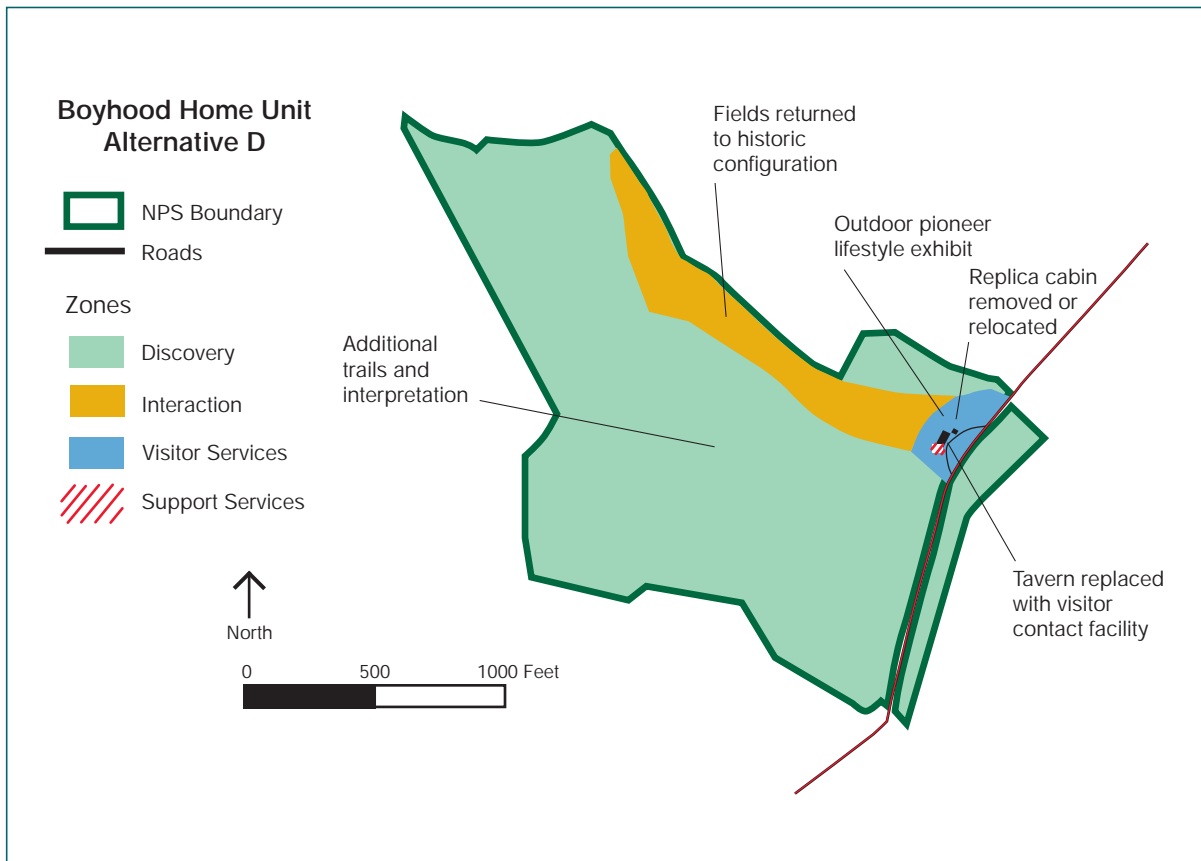 Boyhood Home Unit
Alternative D
NPS Boundary
Roads
Zones
Discovery
Interaction
Visitor Services
Support Services
North
0 500 1000 Feet
Fields returned
to historic
configuration
Outdoor pioneer
lifestyle exhibit
Replica cabin
removed or
relocated
Additional
trails and
interpretation
Tavern replaced
with visitor
contact facility